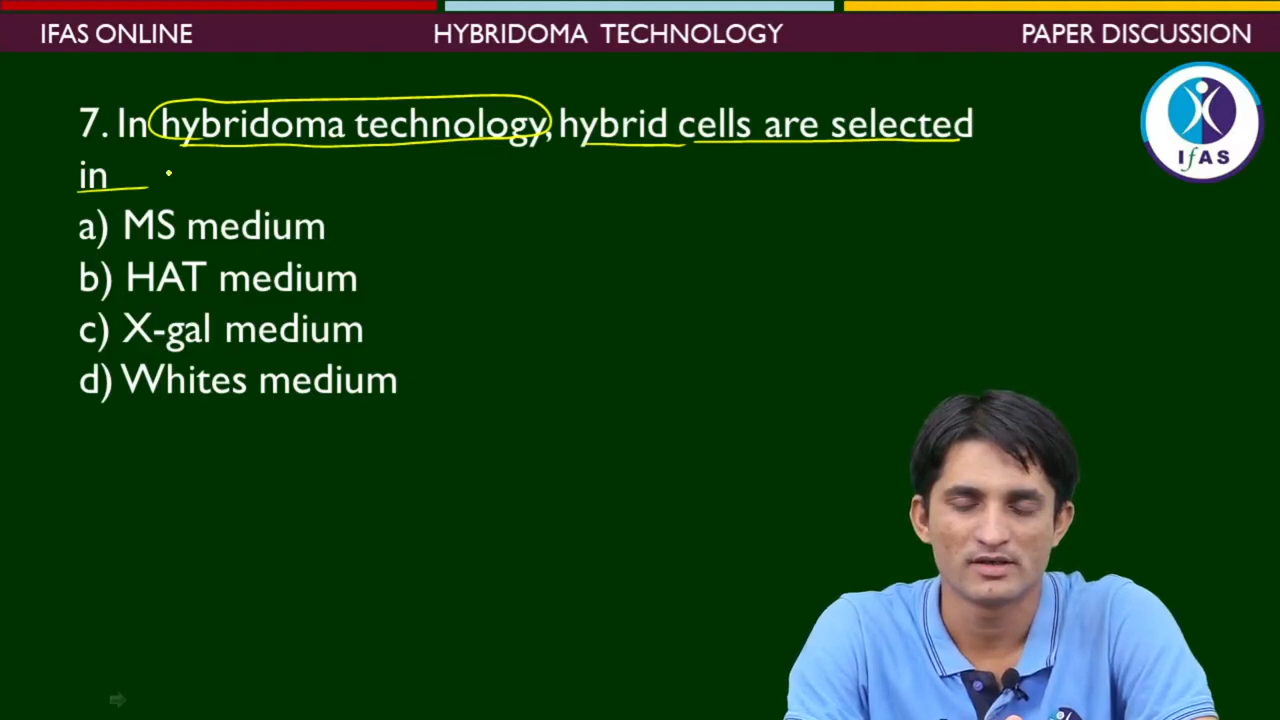 IFAS ONLINE HYBRIDOMA TECHNOLOGY PAPER DISCUSSION
7. In hybridoma technology, hybrid cells are selected
in
a) MS medium
b) HAT medium
c) X-gal medium
d) Whites medium
IfAS